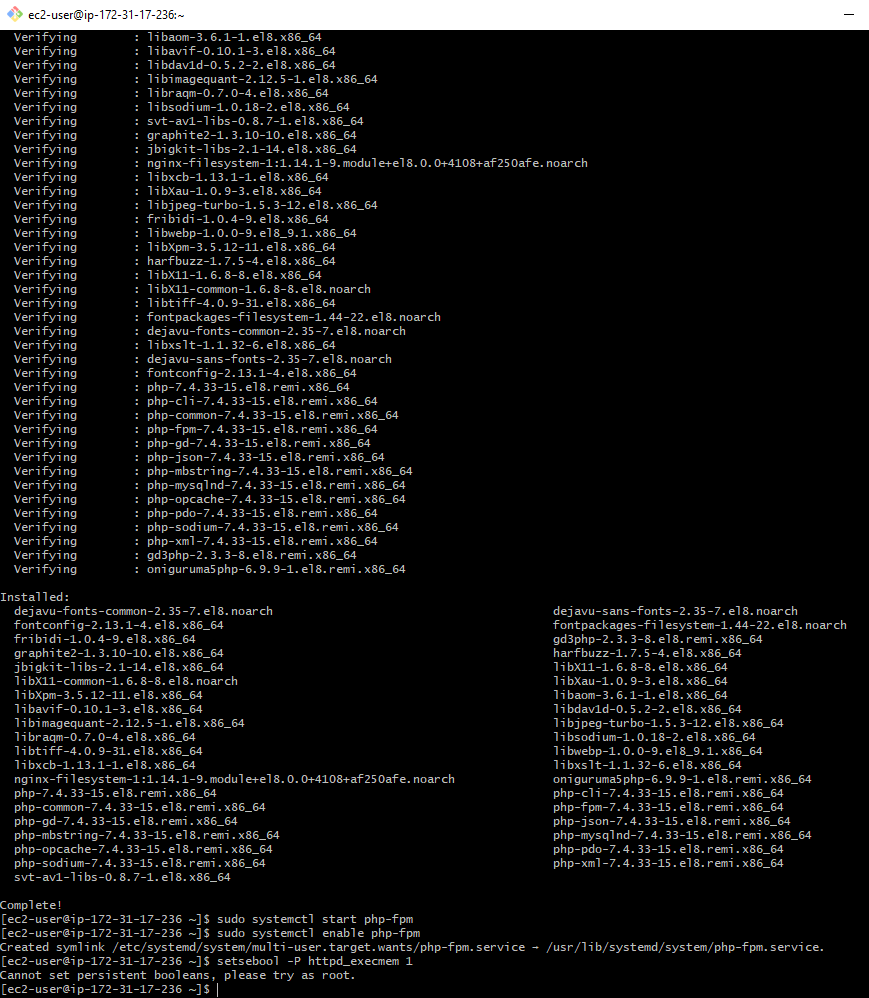 ec2-user@ip-172-31-17-236:~
Verifying : libaom-3.6.1-1.el8.x86_64
Verifying : libavif-0.10.1-3.el8.x86_64
Verifying : libdav1d-0.5.2-2.el8.x86_64
Verifying : libimagequant-2.12.5-1.el8.x86_64
Verifying : libraqm-0.7.0-4.el8.x86_64
Verifying : libsodium-1.0.18-2.el8.x86_64
Verifying : svt-av1-libs-0.8.7-1.el8.x86_64
Verifying : graphite2-1.3.10-10.el8.x86_64
Verifying : jbigkit-libs-2.1-14.el8.x86_64
Verifying : nginx-filesystem-1:1.14.1-9.module+el8.0.0+4108+af250afe.noarch
Verifying : libxcb-1.13.1-1.el8.x86_64
Verifying : libXau-1.0.9-3.el8.x86_64
Verifying : libjpeg-turbo-1.5.3-12.el8.x86_64
Verifying : fribidi-1.0.4-9.el8.x86_64
Verifying : libwebp-1.0.0-9.el8_9.1.x86_64
Verifying : libXpm-3.5.12-11.el8.x86_64
Verifying : harfbuzz-1.7.5-4.el8.x86_64
Verifying : libX11-1.6.8-8.el8.x86_64
Verifying : libX11-common-1.6.8-8.el8.noarch
Verifying : libtiff-4.0.9-31.el8.x86_64
Verifying : fontpackages-filesystem-1.44-22.el8.noarch
Verifying : dejavu-fonts-common-2.35-7.el8.noarch
Verifying : libxslt-1.1.32-6.el8.x86_64
Verifying : dejavu-sans-fonts-2.35-7.el8.noarch
Verifying : fontconfig-2.13.1-4.el8.x86_64
Verifying : php-7.4.33-15.el8.remi.x86_64
Verifying : php-cli-7.4.33-15.el8.remi.x86_64
Verifying : php-common-7.4.33-15.el8.remi.x86_64
Verifying : php-fpm-7.4.33-15.el8.remi.x86_64
Verifying : php-gd-7.4.33-15.el8.remi.x86_64
Verifying : php-json-7.4.33-15.el8.remi.x86_64
Verifying : php-mbstring-7.4.33-15.el8.remi.x86_64
Verifying : php-mysqlnd-7.4.33-15.el8.remi.x86_64
Verifying : php-opcache-7.4.33-15.el8.remi.x86_64
Verifying : php-pdo-7.4.33-15.el8.remi.x86_64
Verifying : php-sodium-7.4.33-15.el8.remi.x86_64
Verifying : php-xml-7.4.33-15.el8.remi.x86_64
Verifying : gd3php-2.3.3-8.el8.remi.x86_64
Verifying : oniguruma5php-6.9.9-1.el8.remi.x86_64
Installed:
dejavu-fonts-common-2.35-7.el8.noarch dejavu-sans-fonts-2.35-7.el8.noarch
fontconfig-2.13.1-4.el8.x86_64 fontpackages-filesystem-1.44-22.el8.noarch
fribidi-1.0.4-9.el8.x86_64 gd3php-2.3.3-8.el8.remi.x86_64
graphite2-1.3.10-10.el8.x86_64 harfbuzz-1.7.5-4.el8.x86_64
jbigkit-libs-2.1-14.el8.x86_64 libX11-1.6.8-8.el8.x86_64
libX11-common-1.6.8-8.el8.noarch libXau-1.0.9-3.el8.x86_64
libXpm-3.5.12-11.el8.x86_64 libaom-3.6.1-1.el8.x86_64
libavif-0.10.1-3.el8.x86_64 libdav1d-0.5.2-2.el8.x86_64
libimagequant-2.12.5-1.el8.x86_64 libjpeg-turbo-1.5.3-12.el8.x86_64
libraqm-0.7.0-4.el8.x86_64 libsodium-1.0.18-2.el8.x86_64
libtiff-4.0.9-31.el8.x86_64 libwebp-1.0.0-9.el8_9.1.x86_64
libxcb-1.13.1-1.el8.x86_64 libxslt-1.1.32-6.el8.x86_64
nginx-filesystem-1:1.14.1-9.module+el8.0.0+4108+af250afe.noarch oniguruma5php-6.9.9-1.el8.remi.x86_64
php-7.4.33-15.el8.remi.x86_64 php-cli-7.4.33-15.el8.remi.x86_64
php-common-7.4.33-15.el8.remi.x86_64 php-fpm-7.4.33-15.el8.remi.x86_64
php-gd-7.4.33-15.el8.remi.x86_64 php-json-7.4.33-15.el8.remi.x86_64
php-mbstring-7.4.33-15.el8.remi.x86_64 php-mysqlnd-7.4.33-15.el8.remi.x86_64
php-opcache-7.4.33-15.el8.remi.x86_64 php-pdo-7.4.33-15.el8.remi.x86_64
php-sodium-7.4.33-15.el8.remi.x86_64 php-xml-7.4.33-15.el8.remi.x86_64
svt-av1-libs-0.8.7-1.el8.x86_64
Complete!
[ec2-user@ip-172-31-17-236 ~]$ sudo systemctl start php-fpm
[ec2-user@ip-172-31-17-236 ~]$ sudo systemctl enable php-fpm
Created symlink /etc/systemd/system/multi-user.target.wants/php-fpm.service → /usr/lib/systemd/system/php-fpm.service.
[ec2-user@ip-172-31-17-236 ~]$ setsebool -P httpd_execmem 1
Cannot set persistent booleans, please try as root.
[ec2-user@ip-172-31-17-236 ~]$